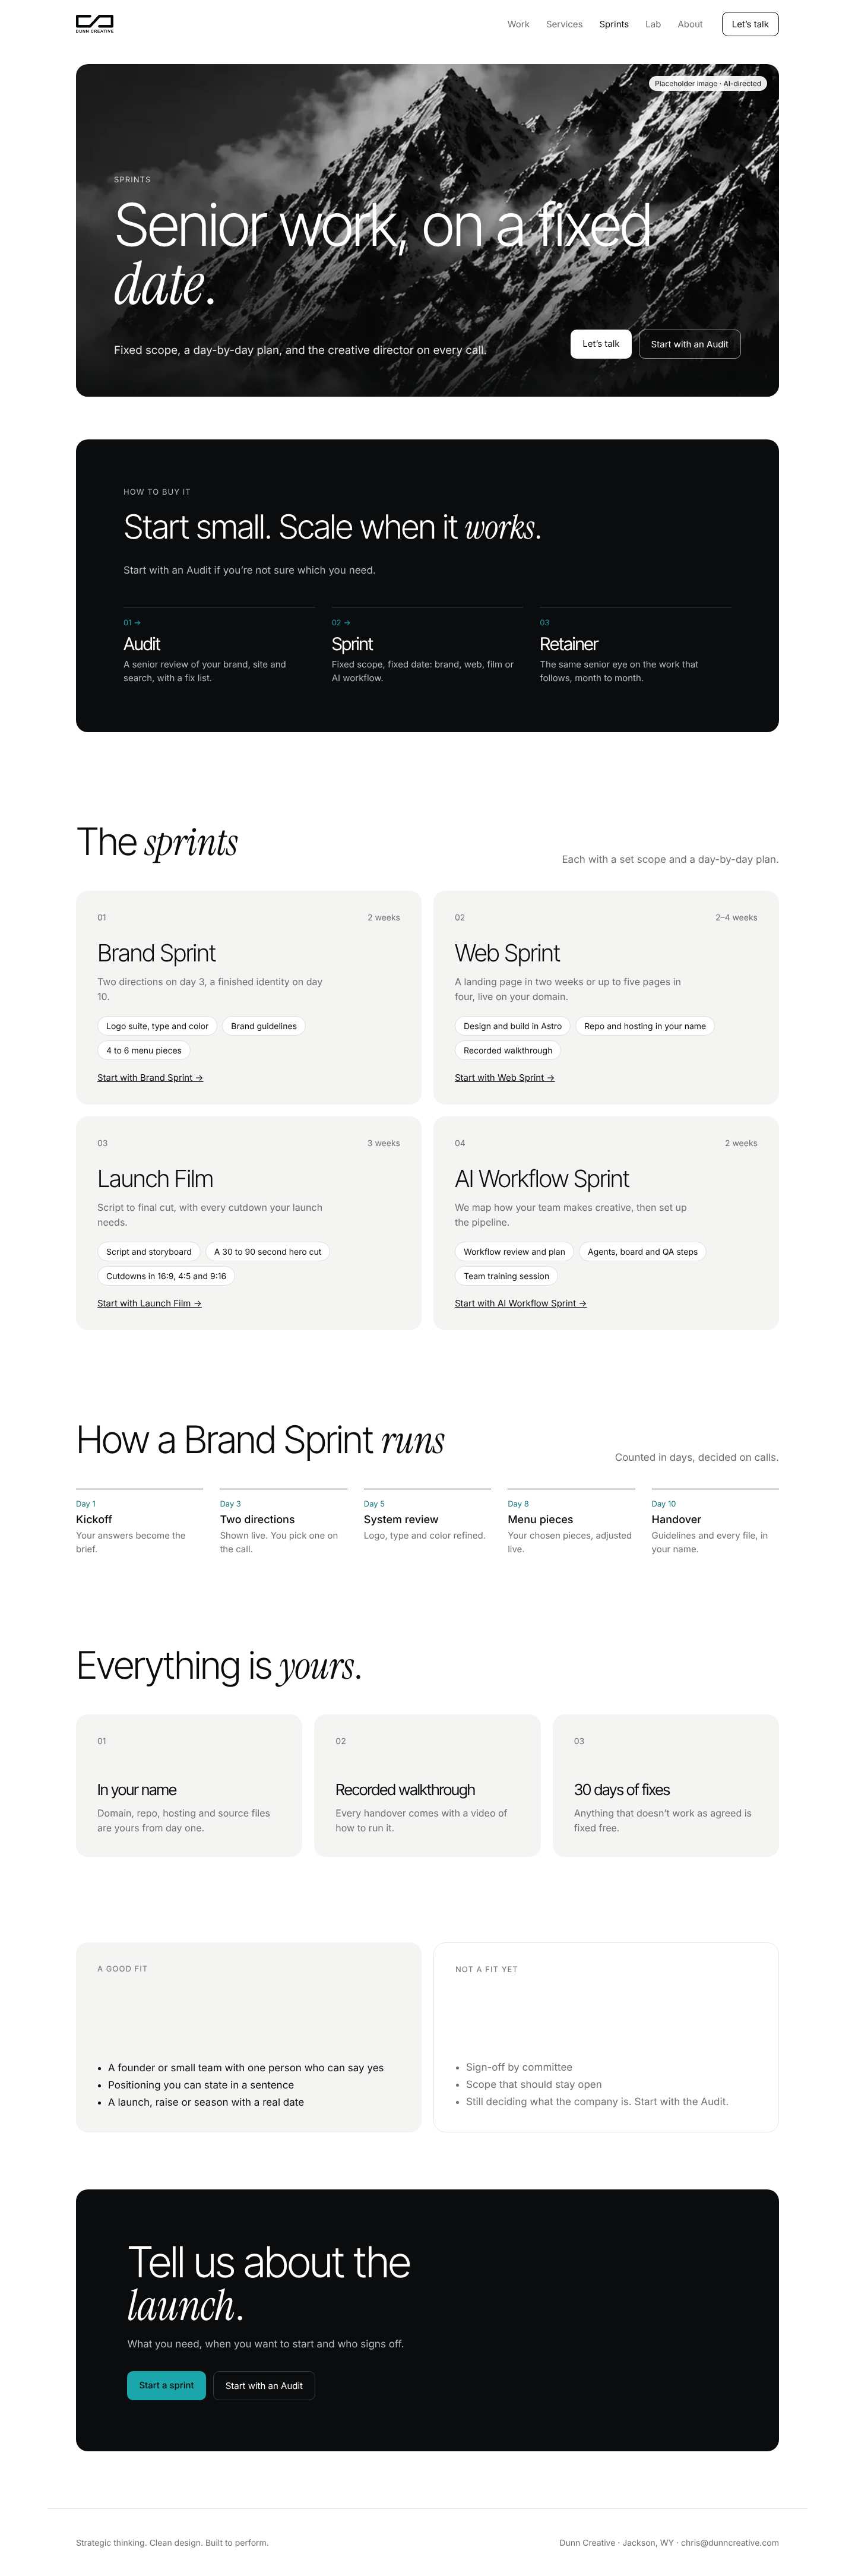 DUNN CREATIVE
Work
Services
Sprints
Lab
About
Let's talk
Placeholder image · AI-directed
SPRINTS
Senior work, on a fixed
date.
Fixed scope, a day-by-day plan, and the creative director on every call.
Let's talk
Start with an Audit
HOW TO BUY IT
Start small. Scale when it works.
Start with an Audit if you're not sure which you need.
01 →
Audit
A senior review of your brand, site and
search, with a fix list.
02 →
Sprint
Fixed scope, fixed date: brand, web, film or
AI workflow.
03
Retainer
The same senior eye on the work that
follows, month to month.
The sprints
Each with a set scope and a day-by-day plan.
01
2 weeks
Brand Sprint
Two directions on day 3, a finished identity on day
10.
Logo suite, type and color
Brand guidelines
4 to 6 menu pieces
Start with Brand Sprint →
02
2–4 weeks
Web Sprint
A landing page in two weeks or up to five pages in
four, live on your domain.
Design and build in Astro
Repo and hosting in your name
Recorded walkthrough
Start with Web Sprint →
03
3 weeks
Launch Film
Script to final cut, with every cutdown your launch
needs.
Script and storyboard
A 30 to 90 second hero cut
Cutdowns in 16:9, 4:5 and 9:16
Start with Launch Film →
04
2 weeks
AI Workflow Sprint
We map how your team makes creative, then set up
the pipeline.
Workflow review and plan
Agents, board and QA steps
Team training session
Start with AI Workflow Sprint →
How a Brand Sprint runs
Counted in days, decided on calls.
Day 1
Kickoff
Your answers become the
brief.
Day 3
Two directions
Shown live. You pick one on
the call.
Day 5
System review
Logo, type and color refined.
Day 8
Menu pieces
Your chosen pieces, adjusted
live.
Day 10
Handover
Guidelines and every file, in
your name.
Everything is yours.
01
In your name
Domain, repo, hosting and source files
are yours from day one.
02
Recorded walkthrough
Every handover comes with a video of
how to run it.
03
30 days of fixes
Anything that doesn't work as agreed is
fixed free.
A GOOD FIT
• A founder or small team with one person who can say yes
• Positioning you can state in a sentence
• A launch, raise or season with a real date
NOT A FIT YET
• Sign-off by committee
• Scope that should stay open
• Still deciding what the company is. Start with the Audit.
Tell us about the
launch.
What you need, when you want to start and who signs off.
Start a sprint
Start with an Audit
Strategic thinking. Clean design. Built to perform.
Dunn Creative · Jackson, WY · chris@dunncreative.com